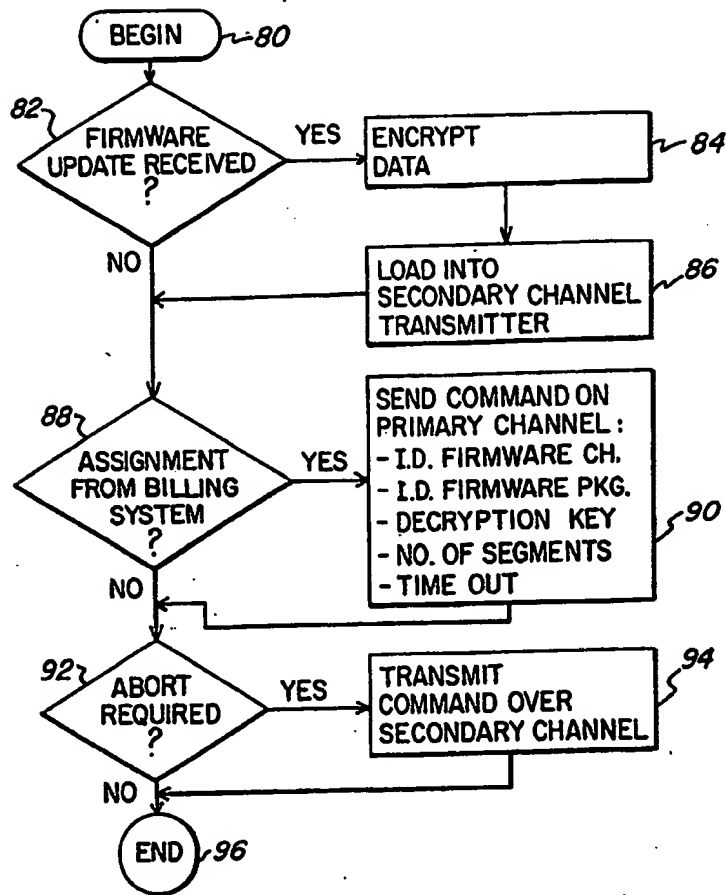 BEGIN
80
82
FIRMWARE
UPDATE RECEIVED
?
YES
ENCRYPT
DATA
84
NO
LOAD INTO
SECONDARY CHANNEL
TRANSMITTER
86
88
ASSIGNMENT
FROM BILLING
SYSTEM
?
YES
SEND COMMAND ON
PRIMARY CHANNEL :
- I.D. FIRMWARE CH.
- I.D. FIRMWARE PKG.
- DECRYPTION KEY
- NO. OF SEGMENTS
- TIME OUT
90
NO
92
ABORT
REQUIRED
?
YES
TRANSMIT
COMMAND OVER
SECONDARY CHANNEL
94
NO
END
96